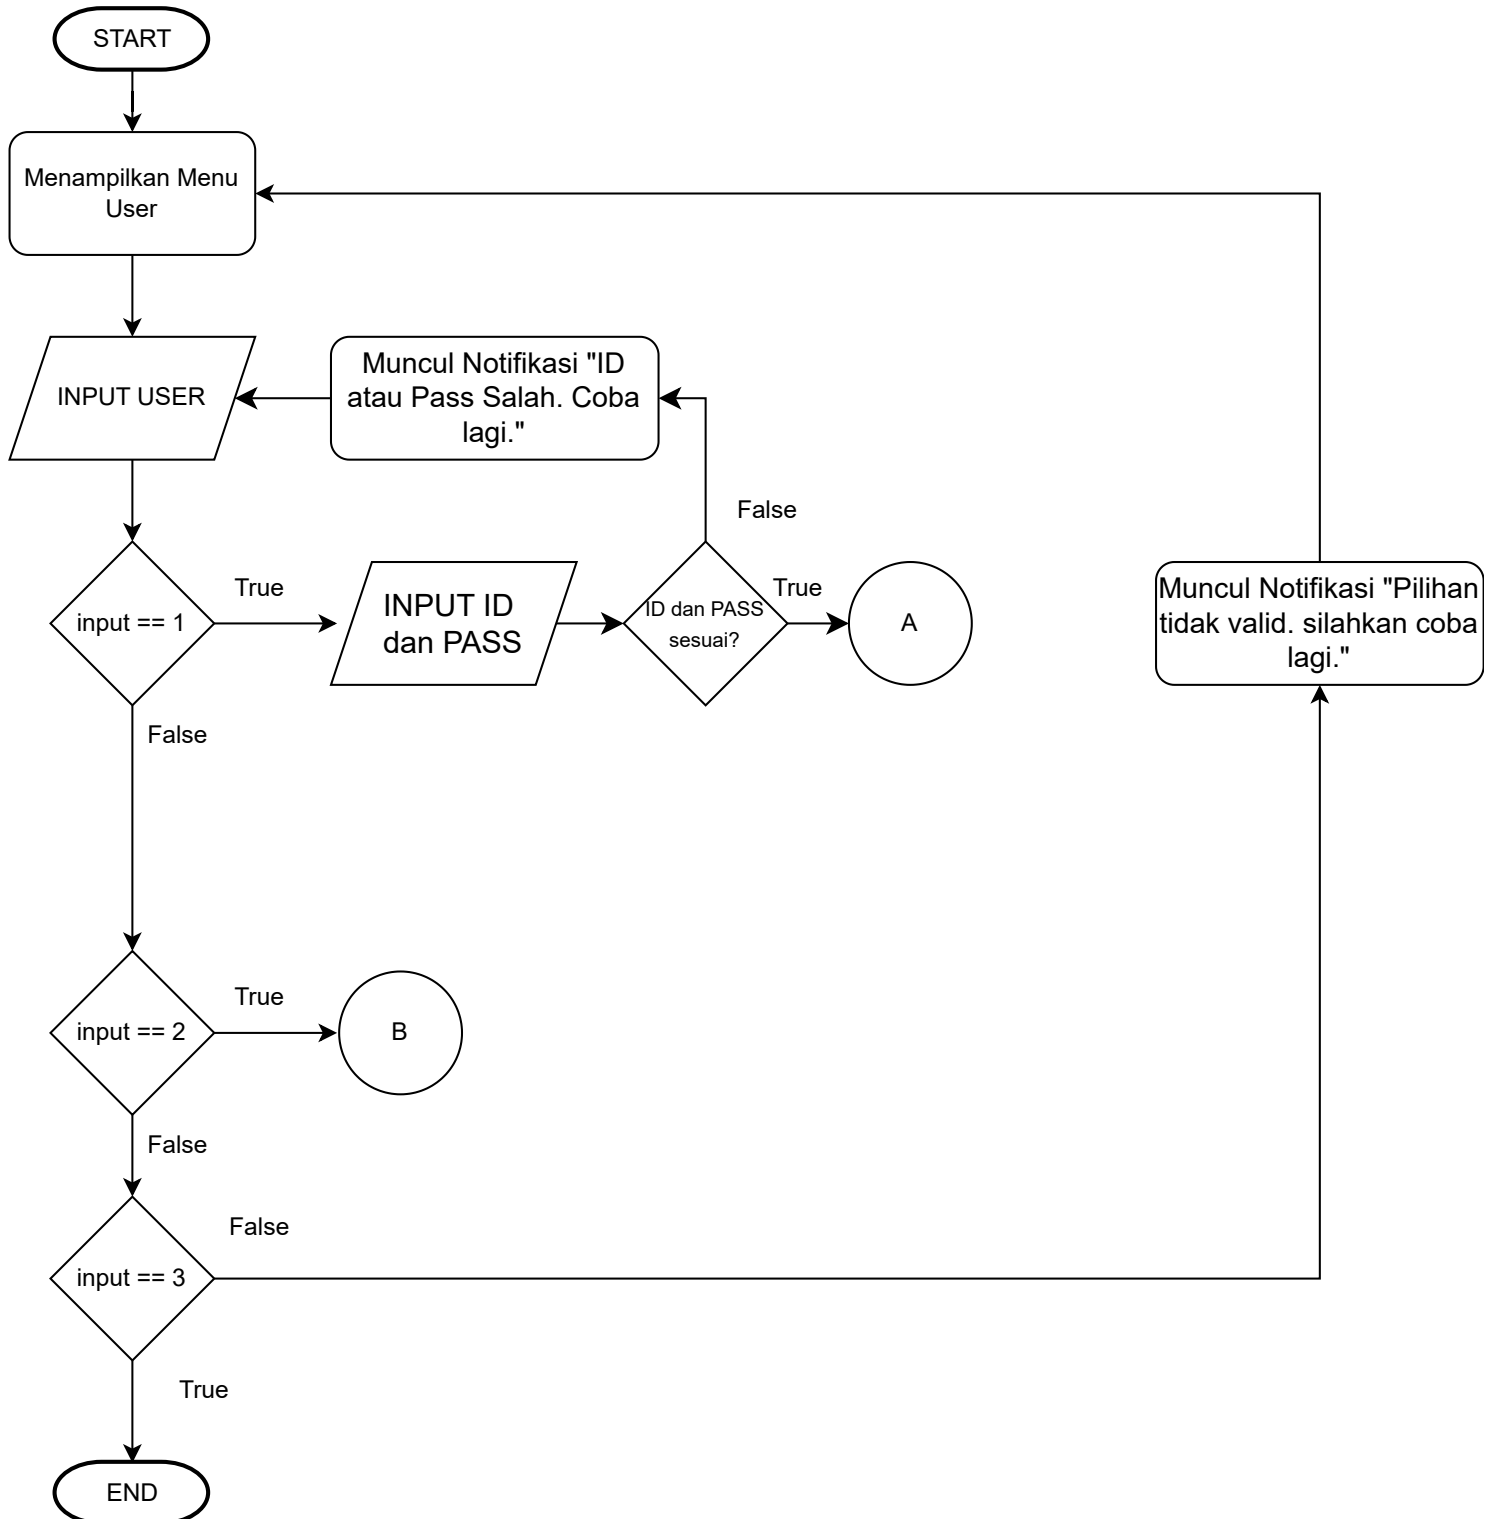 START
Menampilkan Menu
User
INPUT USER
Muncul Notifikasi "ID
atau Pass Salah. Coba
lagi."
False
input == 1
True
INPUT ID
dan PASS
ID dan PASS
sesuai?
True
A
Muncul Notifikasi "Pilihan
tidak valid. silahkan coba
lagi."
False
input == 2
True
B
False
input == 3
False
True
END